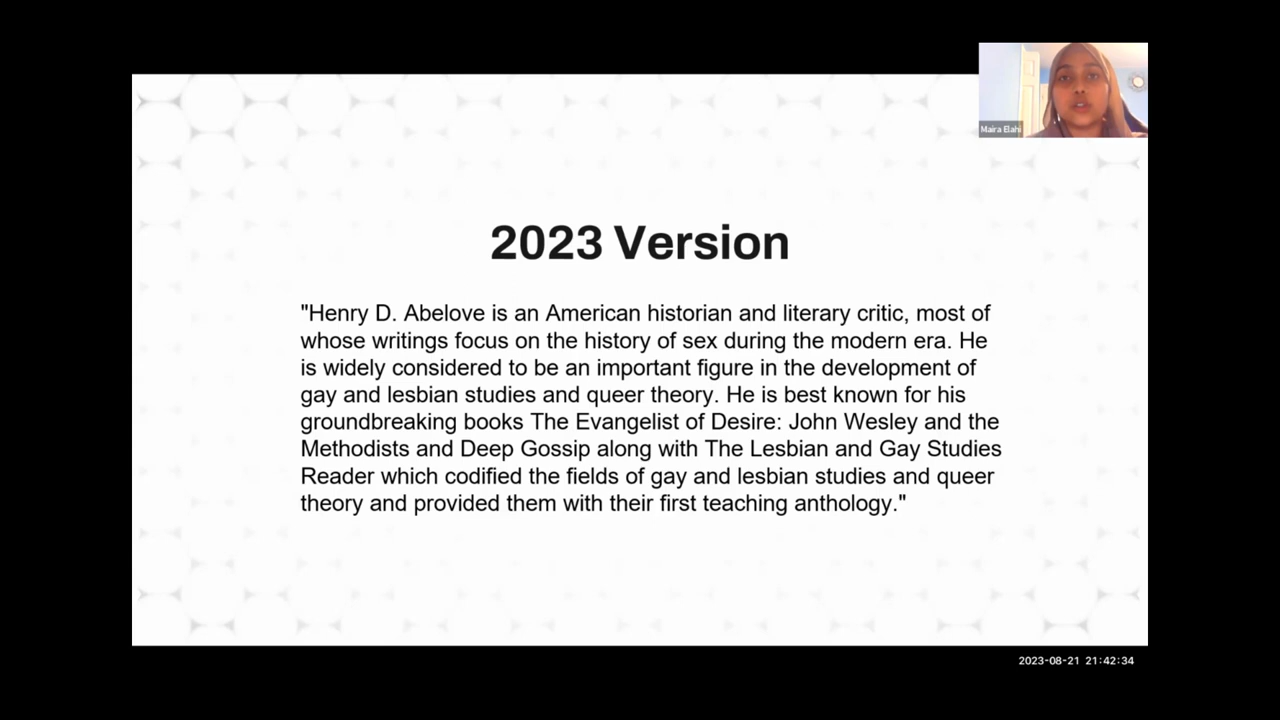 Maira Elahi
2023 Version
"Henry D. Abelove is an American historian and literary critic, most of
whose writings focus on the history of sex during the modern era. He
is widely considered to be an important figure in the development of
gay and lesbian studies and queer theory. He is best known for his
groundbreaking books The Evangelist of Desire: John Wesley and the
Methodists and Deep Gossip along with The Lesbian and Gay Studies
Reader which codified the fields of gay and lesbian studies and queer
theory and provided them with their first teaching anthology."
2023-08-21 21:42:34